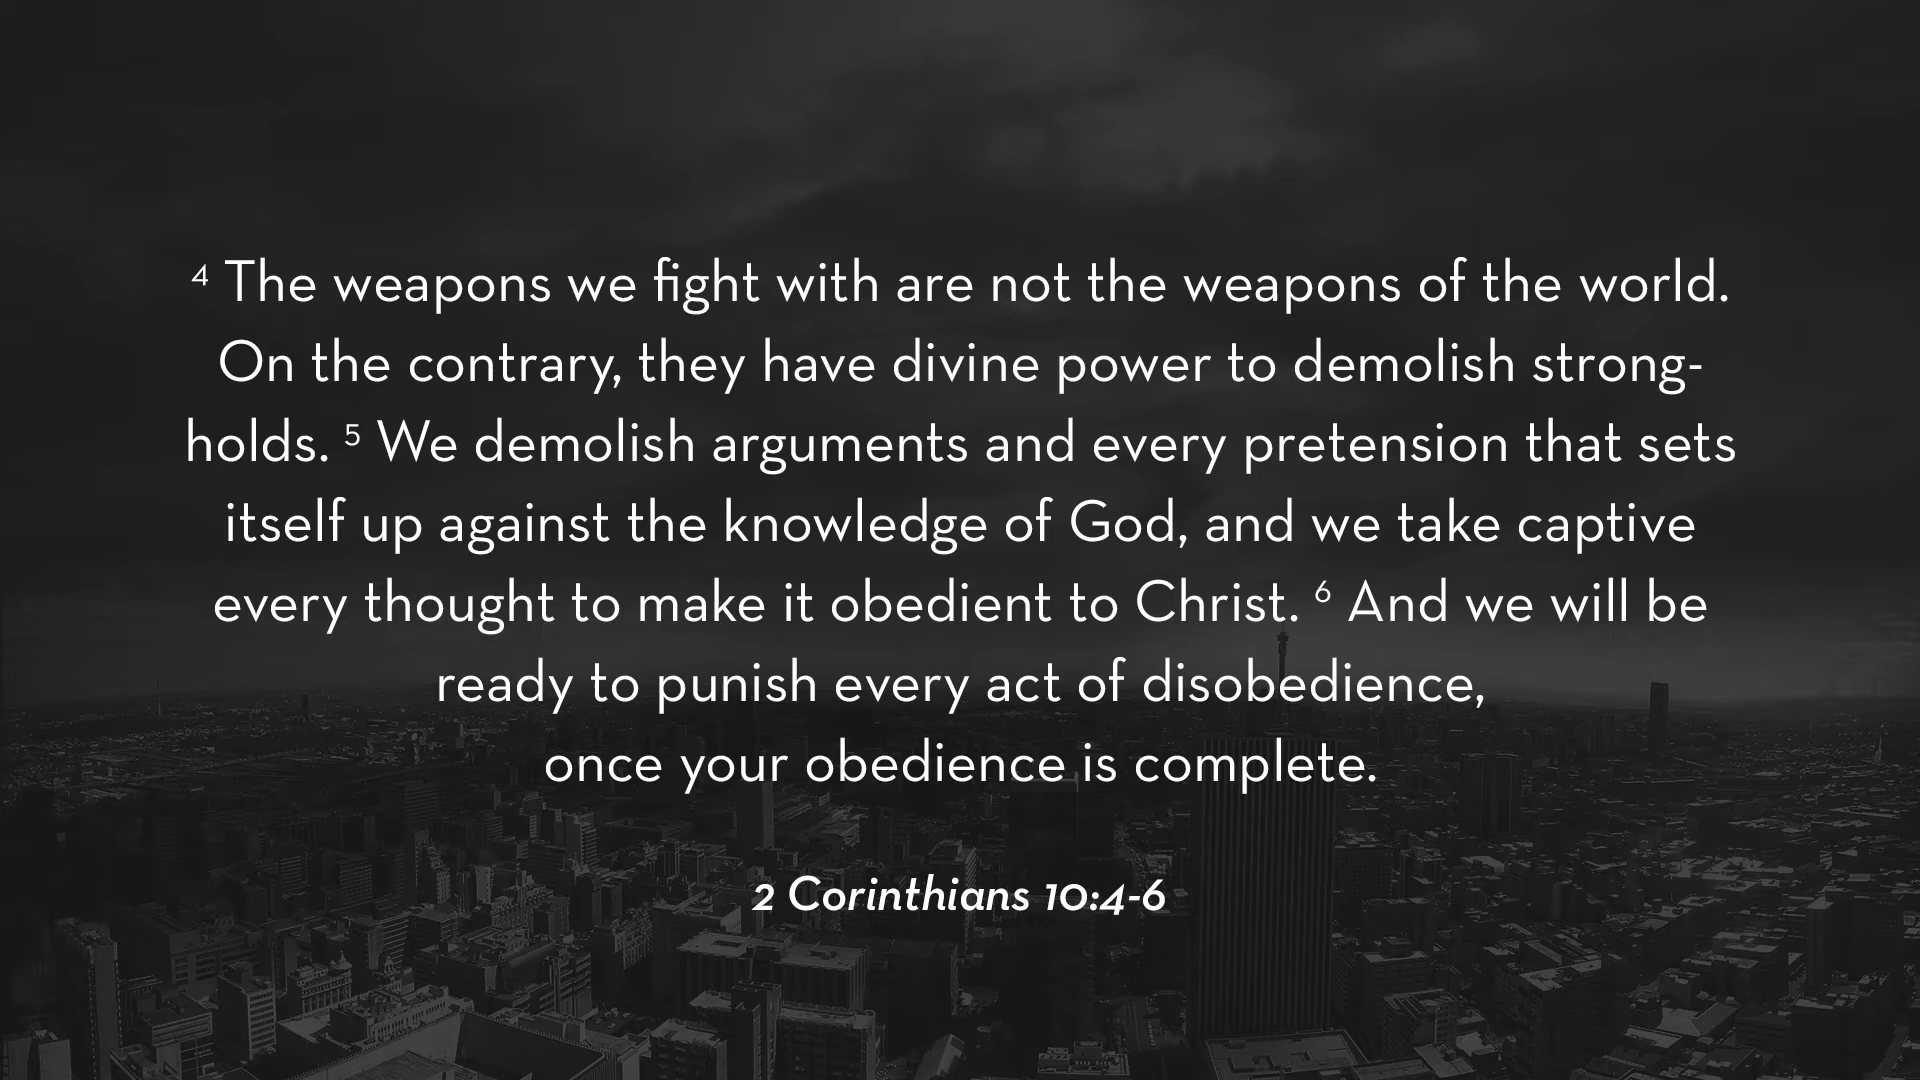 4 The weapons we fight with are not the weapons of the world.
On the contrary, they have divine power to demolish strong-
holds. 5 We demolish arguments and every pretension that sets
itself up against the knowledge of God, and we take captive
every thought to make it obedient to Christ. 6 And we will be
ready to punish every act of disobedience,
once your obedience is complete.
2 Corinthians 10:4-6